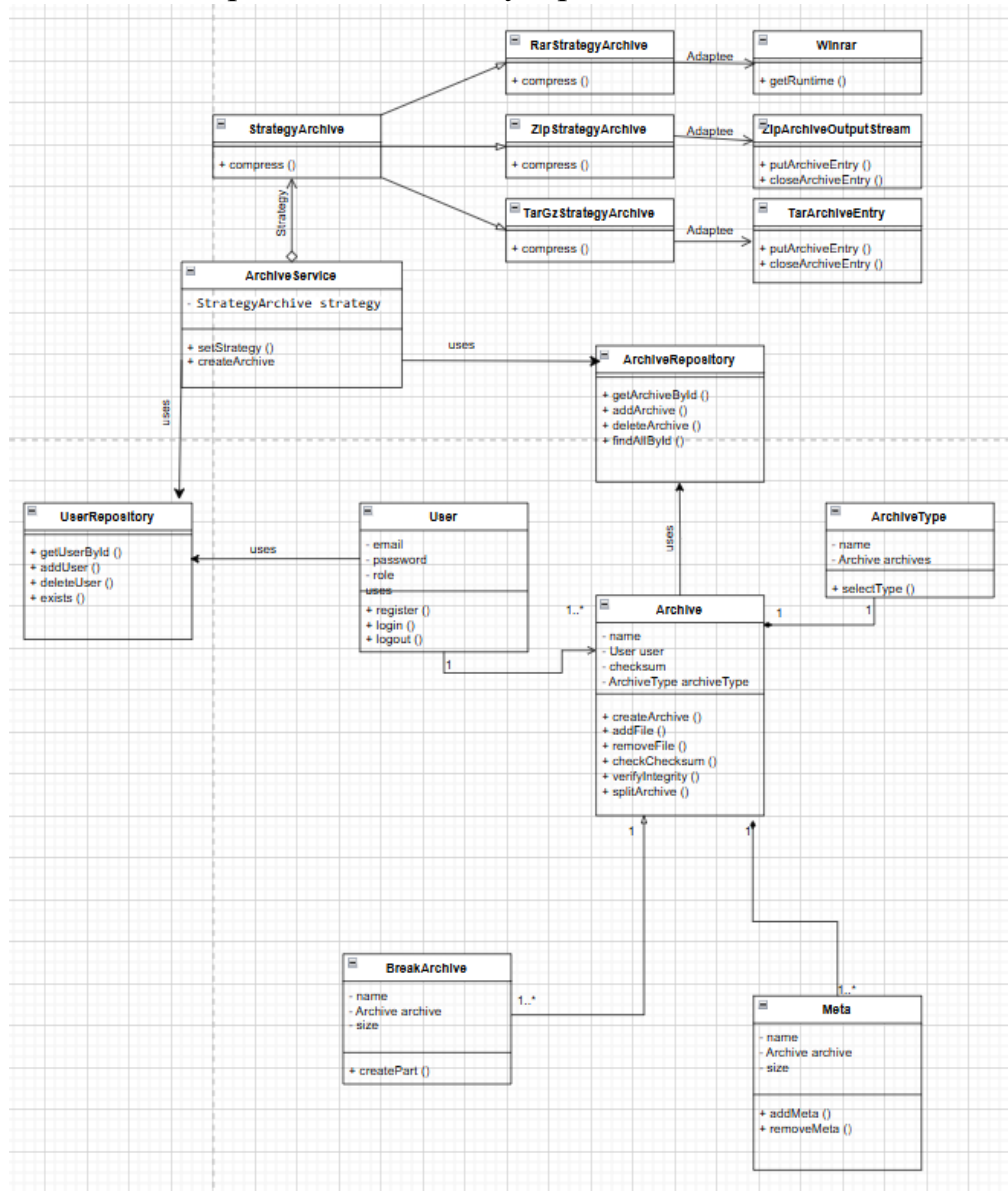 RarStrategyArchive
+ compress ()
Adaptee
Winrar
+ getRuntime ()
StrategyArchive
+ compress ()
ZipStrategyArchive
+ compress ()
Adaptee
ZipArchiveOutputStream
+ putArchiveEntry ()
+ closeArchiveEntry ()
TarGzStrategyArchive
+ compress ()
Adaptee
TarArchiveEntry
+ putArchiveEntry ()
+ closeArchiveEntry ()
Strategy
ArchiveService
- StrategyArchive strategy
+ setStrategy ()
+ createArchive
uses
uses
ArchiveRepository
+ getArchiveById ()
+ addArchive ()
+ deleteArchive ()
+ findAllById ()
UserRepository
+ getUserById ()
+ addUser ()
+ deleteUser ()
+ exists ()
uses
User
- email
- password
- role
uses
+ register ()
+ login ()
+ logout ()
1
1..*
uses
ArchiveType
- name
- Archive archives
+ selectType ()
1
1
Archive
- name
- User user
- checksum
- ArchiveType archiveType
+ createArchive ()
+ addFile ()
+ removeFile ()
+ checkChecksum ()
+ verifyIntegrity ()
+ splitArchive ()
1
1
BreakArchive
- name
- Archive archive
- size
+ createPart ()
1..*
1..*
Meta
- name
- Archive archive
- size
+ addMeta ()
+ removeMeta ()